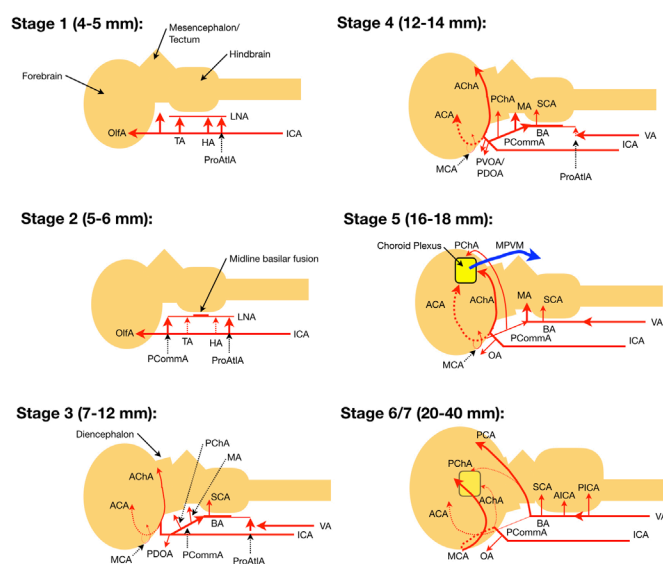 Stage 1 (4-5 mm):
Mesencephalon/
Tectum
Hindbrain
Forebrain
LNA
OlfA
ICA
TA
HA
ProAtlA
Stage 2 (5-6 mm):
Midline basilar fusion
LNA
OlfA
ICA
TA
HA
PCommA
ProAtlA
Stage 3 (7-12 mm):
Diencephalon
PChA
MA
AChA
SCA
ACA
BA
VA
ICA
MCA
PDOA
PCommA
ProAtlA
Stage 4 (12-14 mm):
AChA
PChA
MA
SCA
ACA
BA
VA
PCommA
ICA
MCA
PVOA/
PDOA
ProAtlA
Stage 5 (16-18 mm):
Choroid Plexus
PChA
MPVM
ACA
AChA
MA
SCA
BA
VA
PCommA
ICA
MCA
OA
Stage 6/7 (20-40 mm):
PCA
PChA
AChA
ACA
SCA
AICA
PICA
BA
VA
PCommA
ICA
MCA
OA